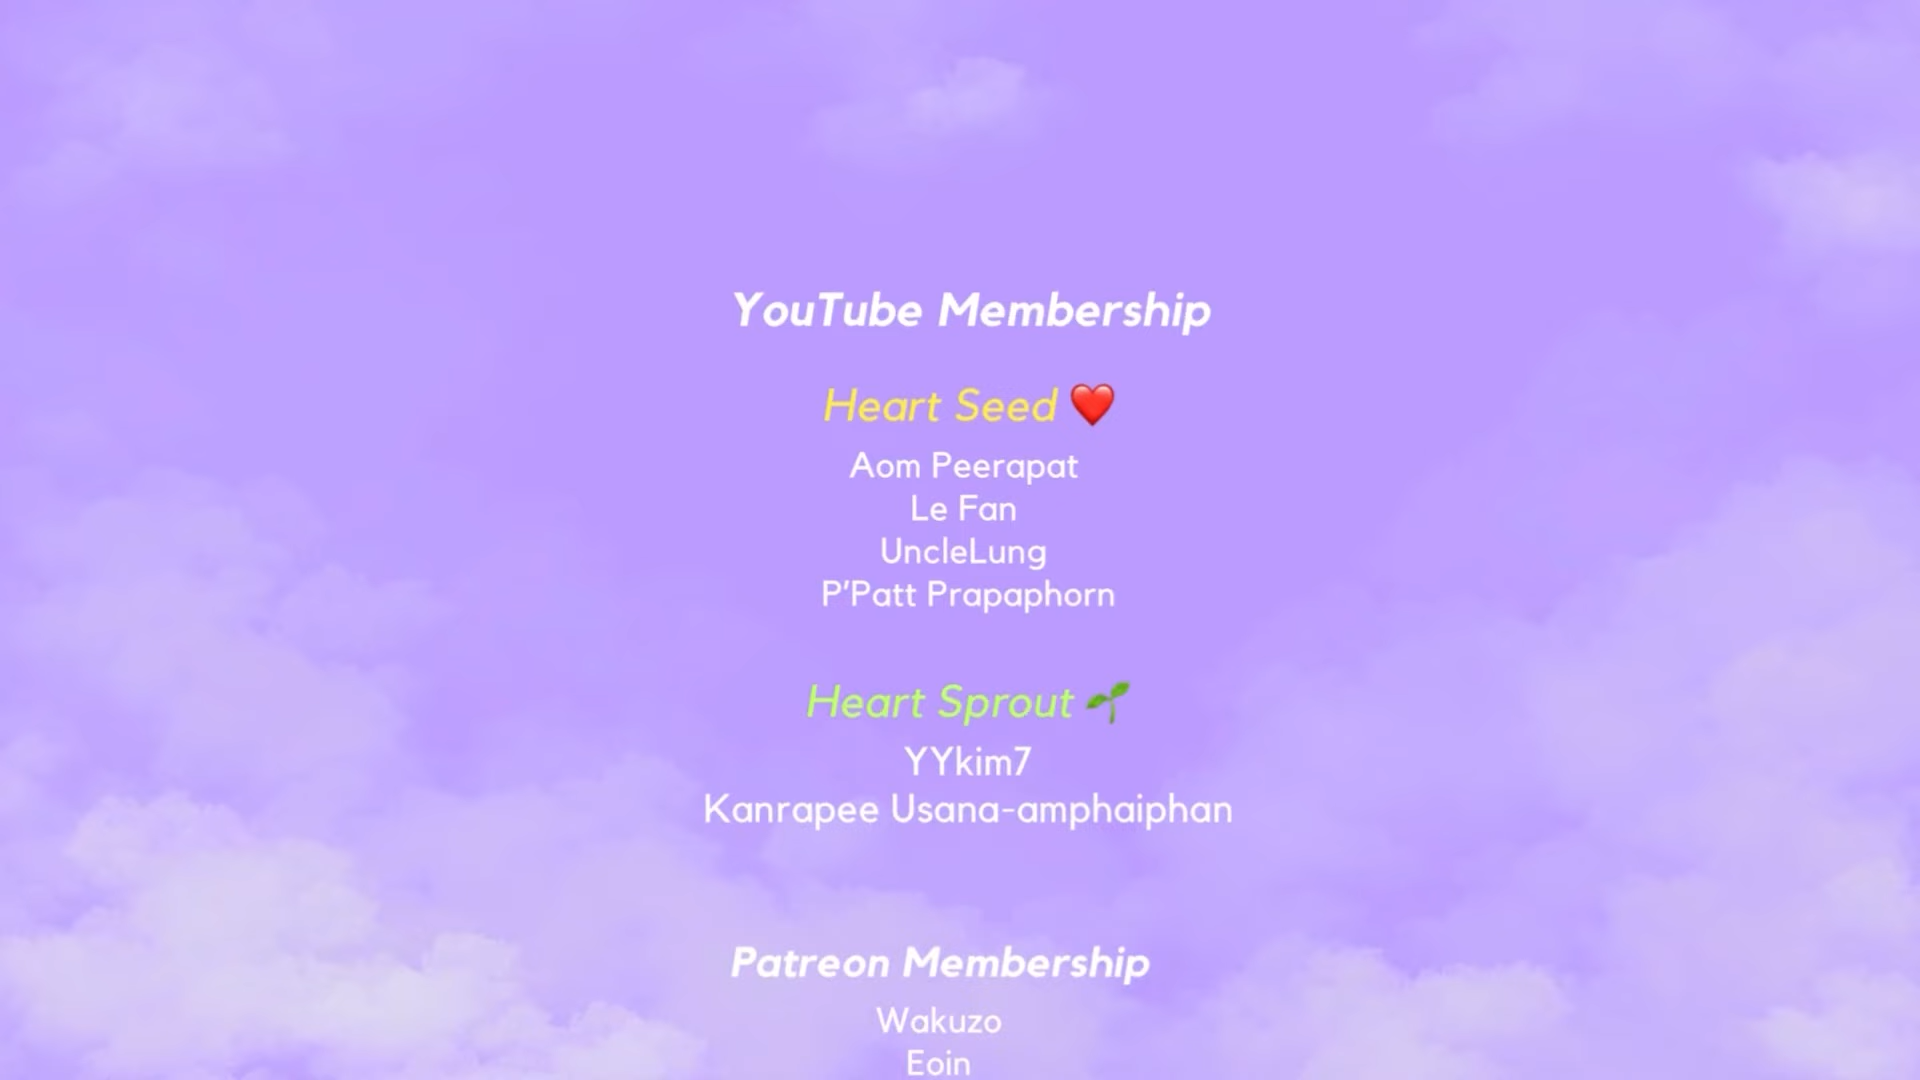 YouTube Membership
Heart Seed ❤️
Aom Peerapat
Le Fan
UncleLung
P'Patt Prapaphorn
Heart Sprout 🌱
YYkim7
Kanrapee Usana-amphaiphan
Patreon Membership
Wakuzo
Eoin